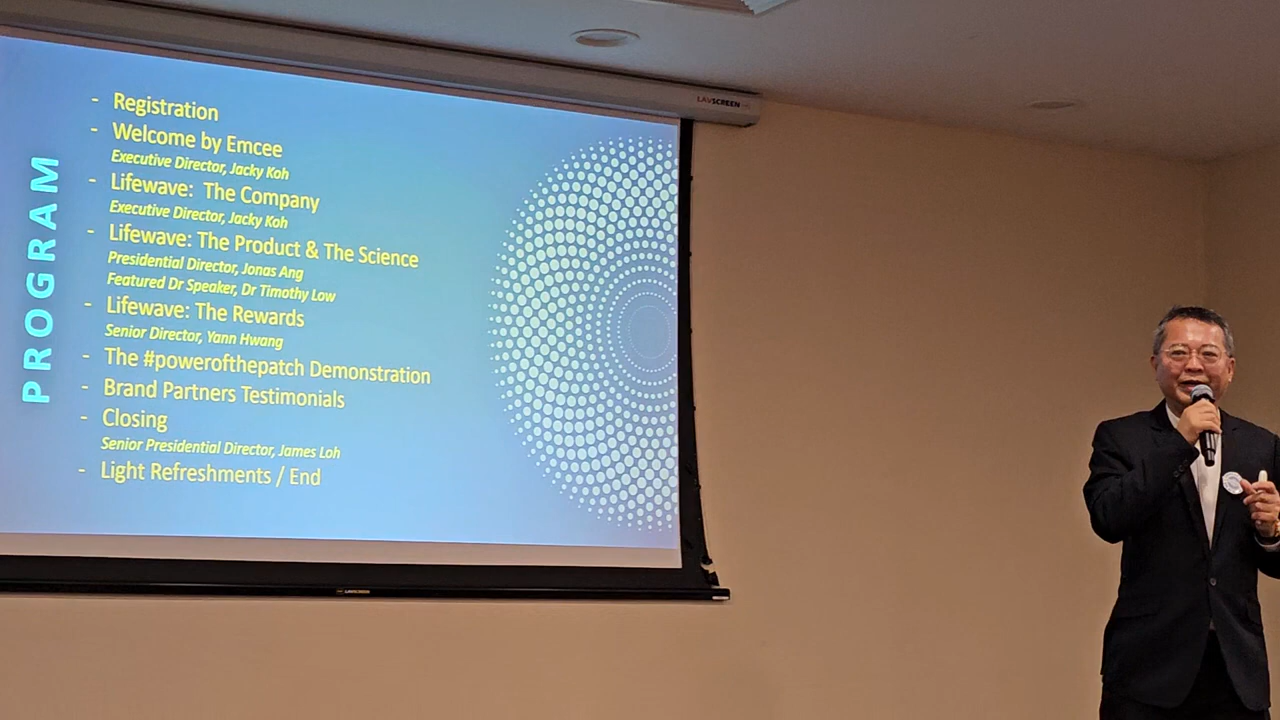 LAVSCREEN
PROGRAM
- Registration
- Welcome by Emcee
Executive Director, Jacky Koh
- Lifewave: The Company
Executive Director, Jacky Koh
- Lifewave: The Product & The Science
Presidential Director, Jonas Ang
Featured Dr Speaker, Dr Timothy Low
- Lifewave: The Rewards
Senior Director, Yann Hwang
- The #powerofthepatch Demonstration
- Brand Partners Testimonials
- Closing
Senior Presidential Director, James Loh
- Light Refreshments / End
LAVSCREEN